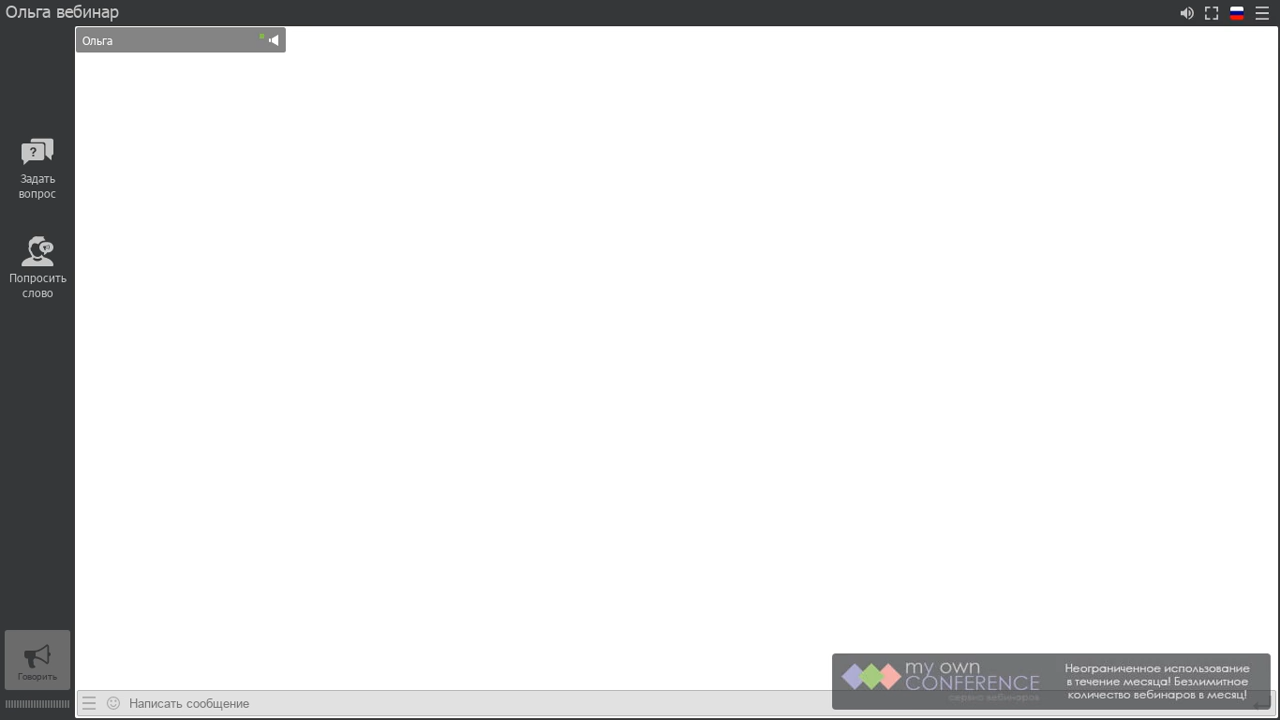 Ольга вебинар
Ольга
?
Задать
вопрос
Попросить
слово
Говорить
Написать сообщение
my own
CONFERENCE
сервис вебинаров
Неограниченное использование
в течение месяца! Безлимитное
количество вебинаров в месяц!